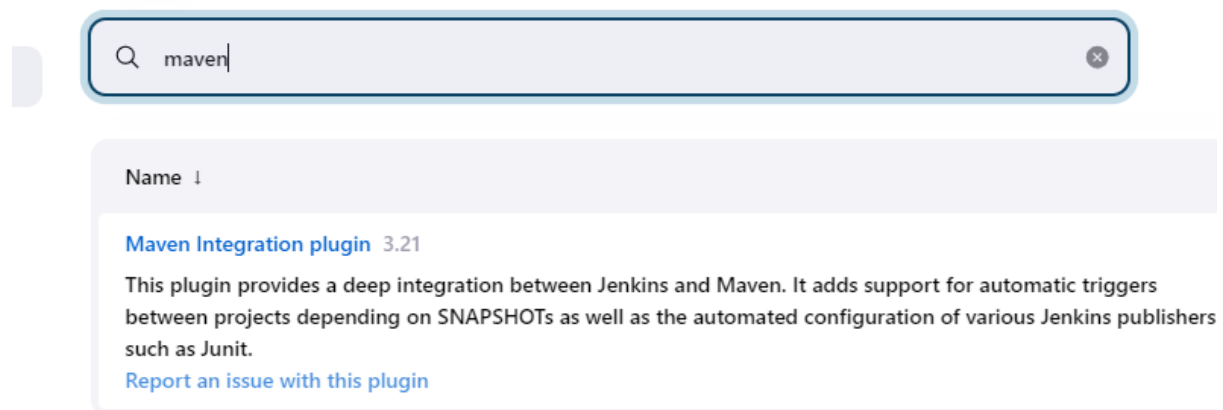 maven
Name ↓
Maven Integration plugin 3.21
This plugin provides a deep integration between Jenkins and Maven. It adds support for automatic triggers
between projects depending on SNAPSHOTs as well as the automated configuration of various Jenkins publishers
such as Junit.
Report an issue with this plugin